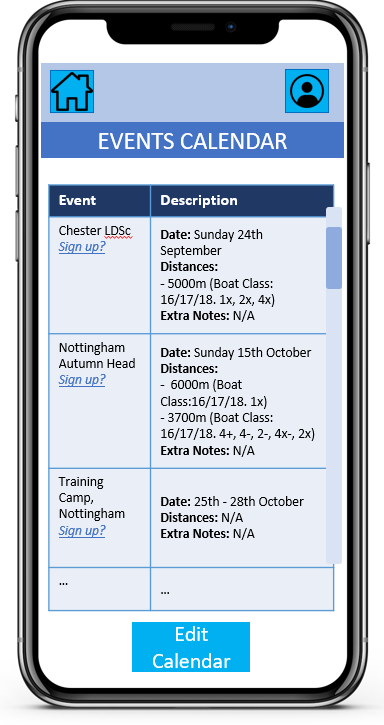 EVENTS CALENDAR
Event
Description
Chester LDSc
Sign up?
Date: Sunday 24th
September
Distances:
- 5000m (Boat Class:
16/17/18. 1x, 2x, 4x)
Extra Notes: N/A
Nottingham
Autumn Head
Sign up?
Date: Sunday 15th October
Distances:
- 6000m (Boat
Class:16/17/18. 1x)
- 3700m (Boat Class:
16/17/18. 4+, 4-, 2-, 4x-, 2x)
Extra Notes: N/A
Training
Camp,
Nottingham
Sign up?
Date: 25th - 28th October
Distances: N/A
Extra Notes: N/A
...
...
Edit
Calendar